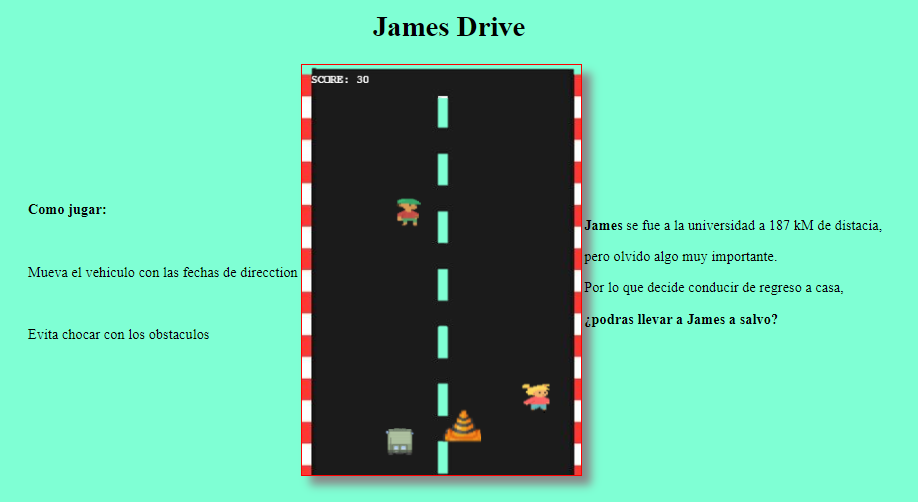 James Drive
SCORE: 30
Como jugar:
Mueva el vehiculo con las fechas de direcction
Evita chocar con los obstaculos
James se fue a la universidad a 187 kM de distacia,
pero olvido algo muy importante.
Por lo que decide conducir de regreso a casa,
¿podras llevar a James a salvo?